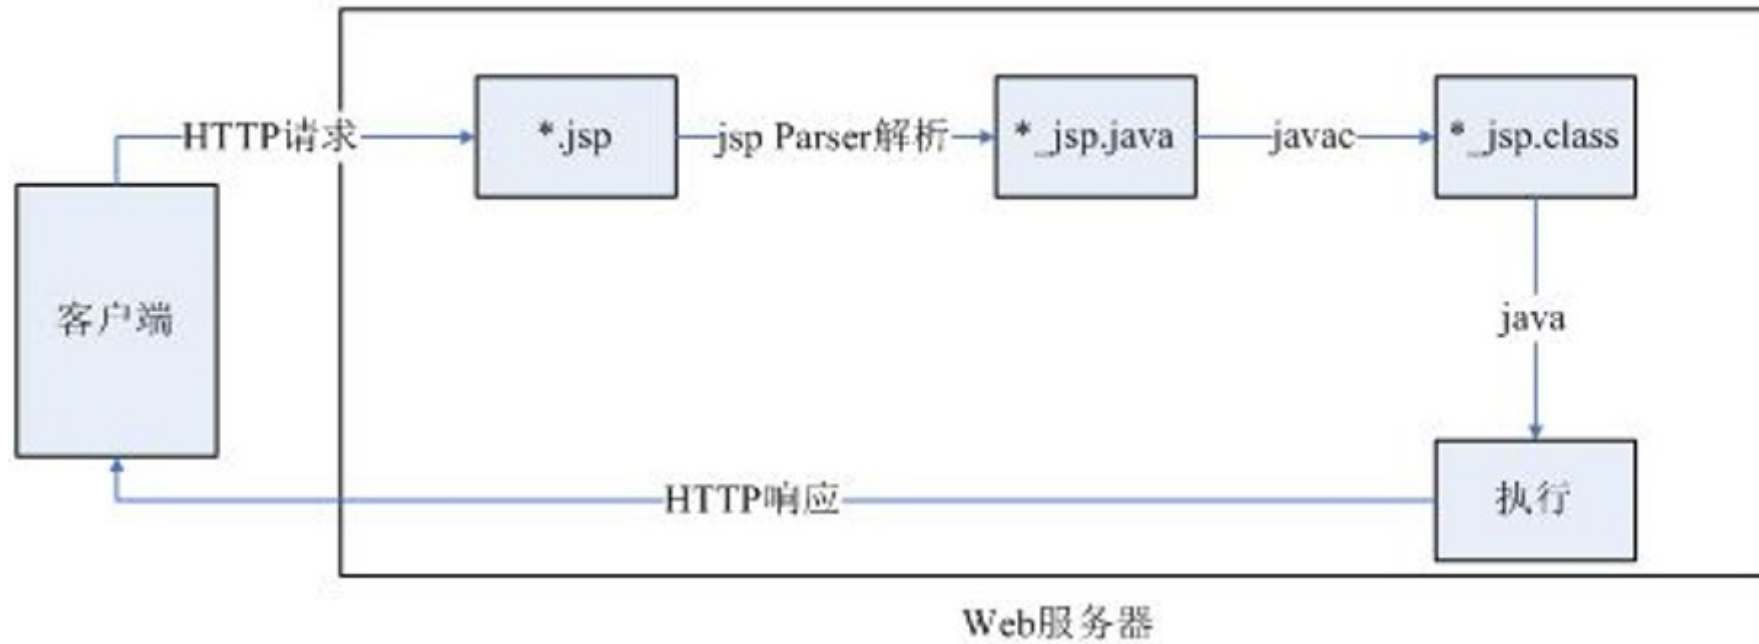 HTTP请求
*.jsp
jsp Parser解析
*_jsp.java
javac
*_jsp.class
客户端
java
HTTP响应
执行
Web服务器